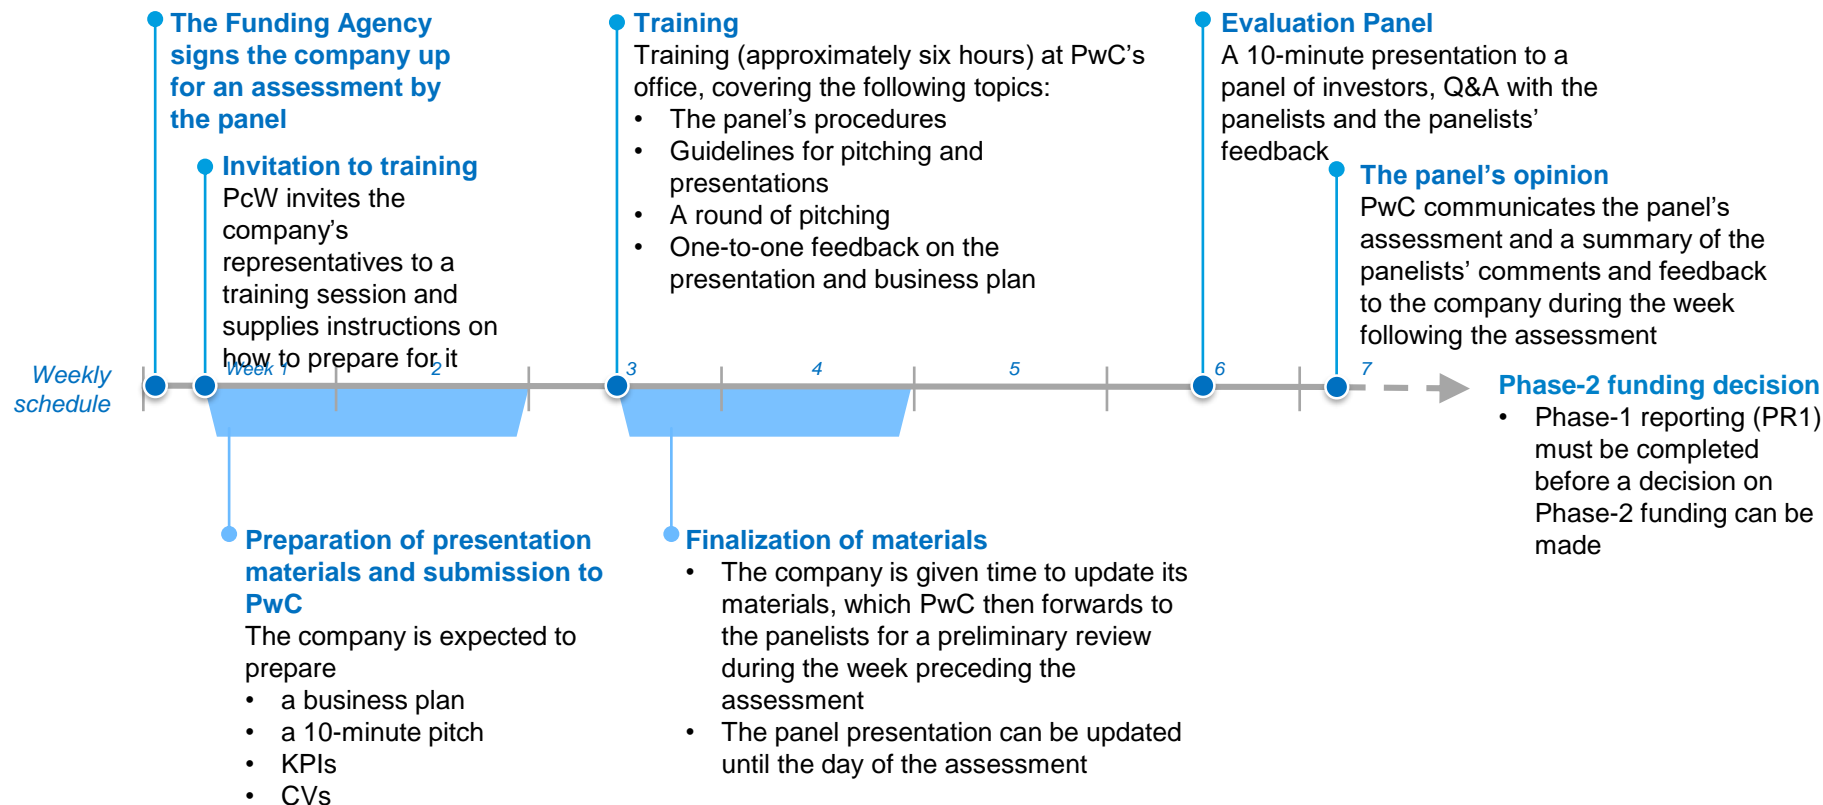 The Funding Agency
signs the company up
for an assessment by
the panel
Invitation to training
PcW invites the
company’s
representatives to a
training session and
supplies instructions on
how to prepare for it
Training
Training (approximately six hours) at PwC’s
office, covering the following topics:
• The panel’s procedures
• Guidelines for pitching and
presentations
• A round of pitching
• One-to-one feedback on the
presentation and business plan
Evaluation Panel
A 10-minute presentation to a
panel of investors, Q&A with the
panelists and the panelists’
feedback
The panel’s opinion
PwC communicates the panel’s
assessment and a summary of the
panelists’ comments and feedback
to the company during the week
following the assessment
Weekly
schedule
Week 1
2
3
4
5
6
7
Phase-2 funding decision
• Phase-1 reporting (PR1)
must be completed
before a decision on
Phase-2 funding can be
made
Preparation of presentation
materials and submission to
PwC
The company is expected to
prepare
• a business plan
• a 10-minute pitch
• KPIs
• CVs
Finalization of materials
• The company is given time to update its
materials, which PwC then forwards to
the panelists for a preliminary review
during the week preceding the
assessment
• The panel presentation can be updated
until the day of the assessment